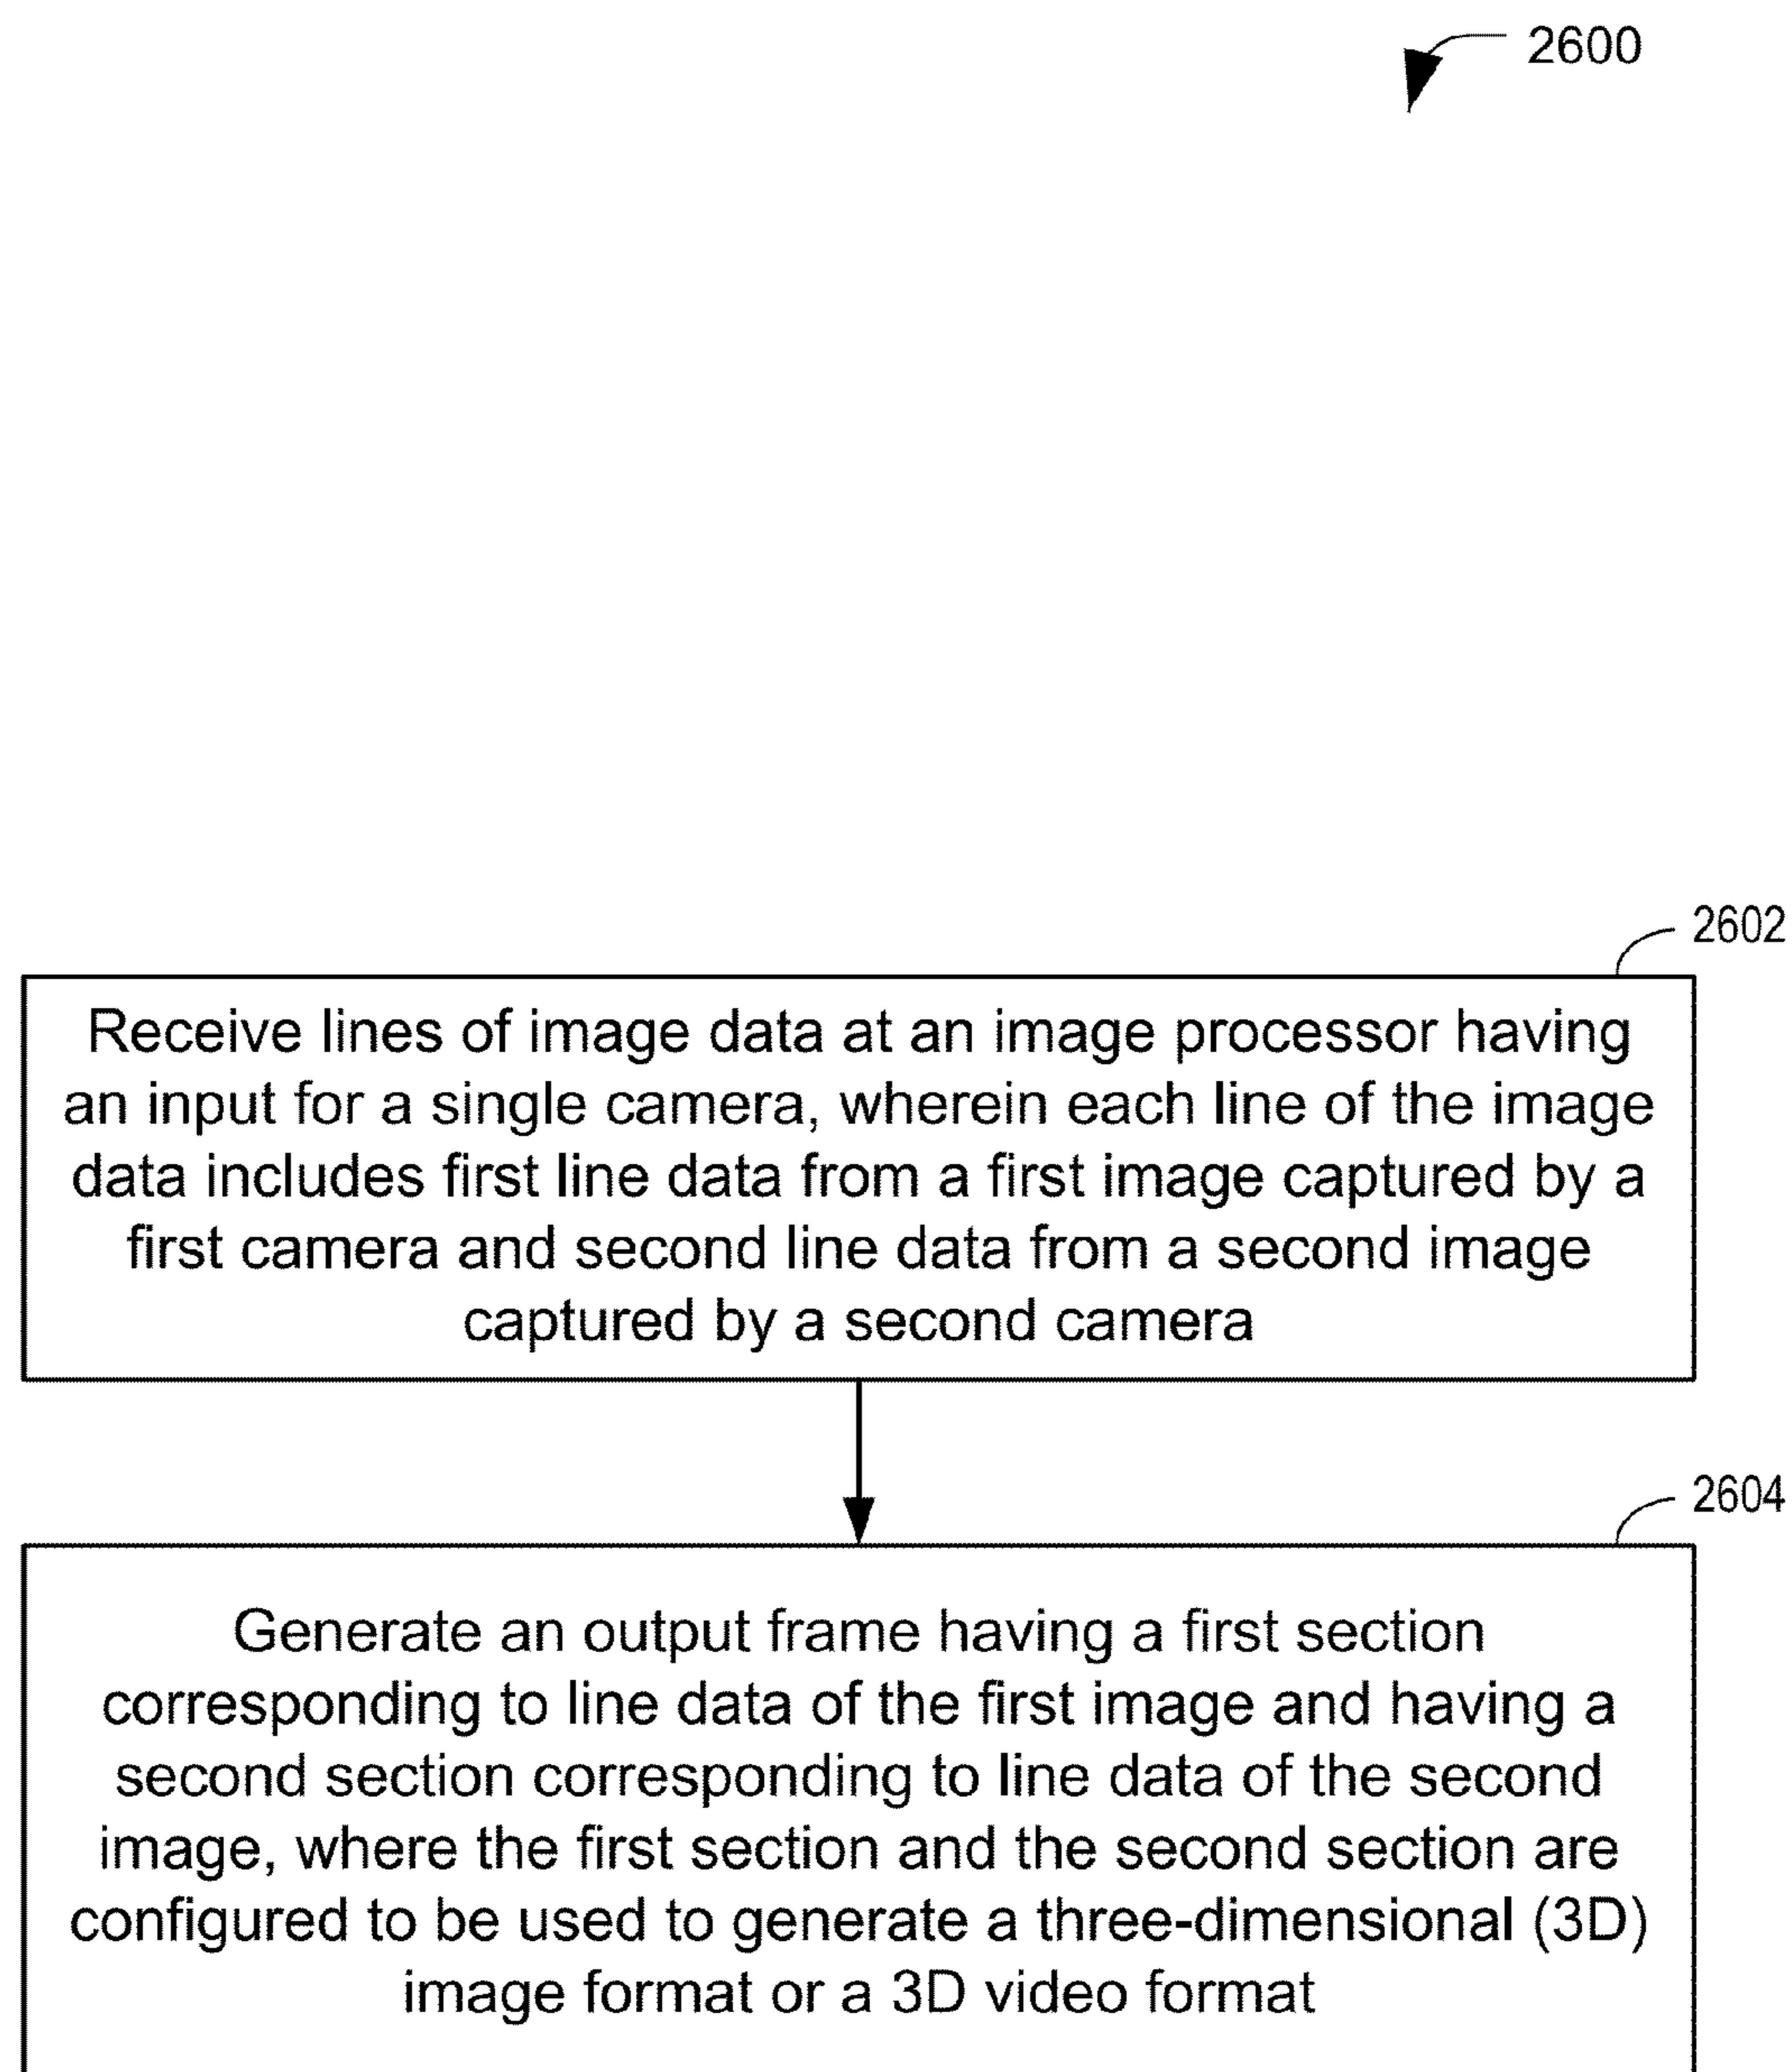 2600
2602
Receive lines of image data at an image processor having
an input for a single camera, wherein each line of the image
data includes first line data from a first image captured by a
first camera and second line data from a second image
captured by a second camera
2604
Generate an output frame having a first section
corresponding to line data of the first image and having a
second section corresponding to line data of the second
image, where the first section and the second section are
configured to be used to generate a three-dimensional (3D)
image format or a 3D video format